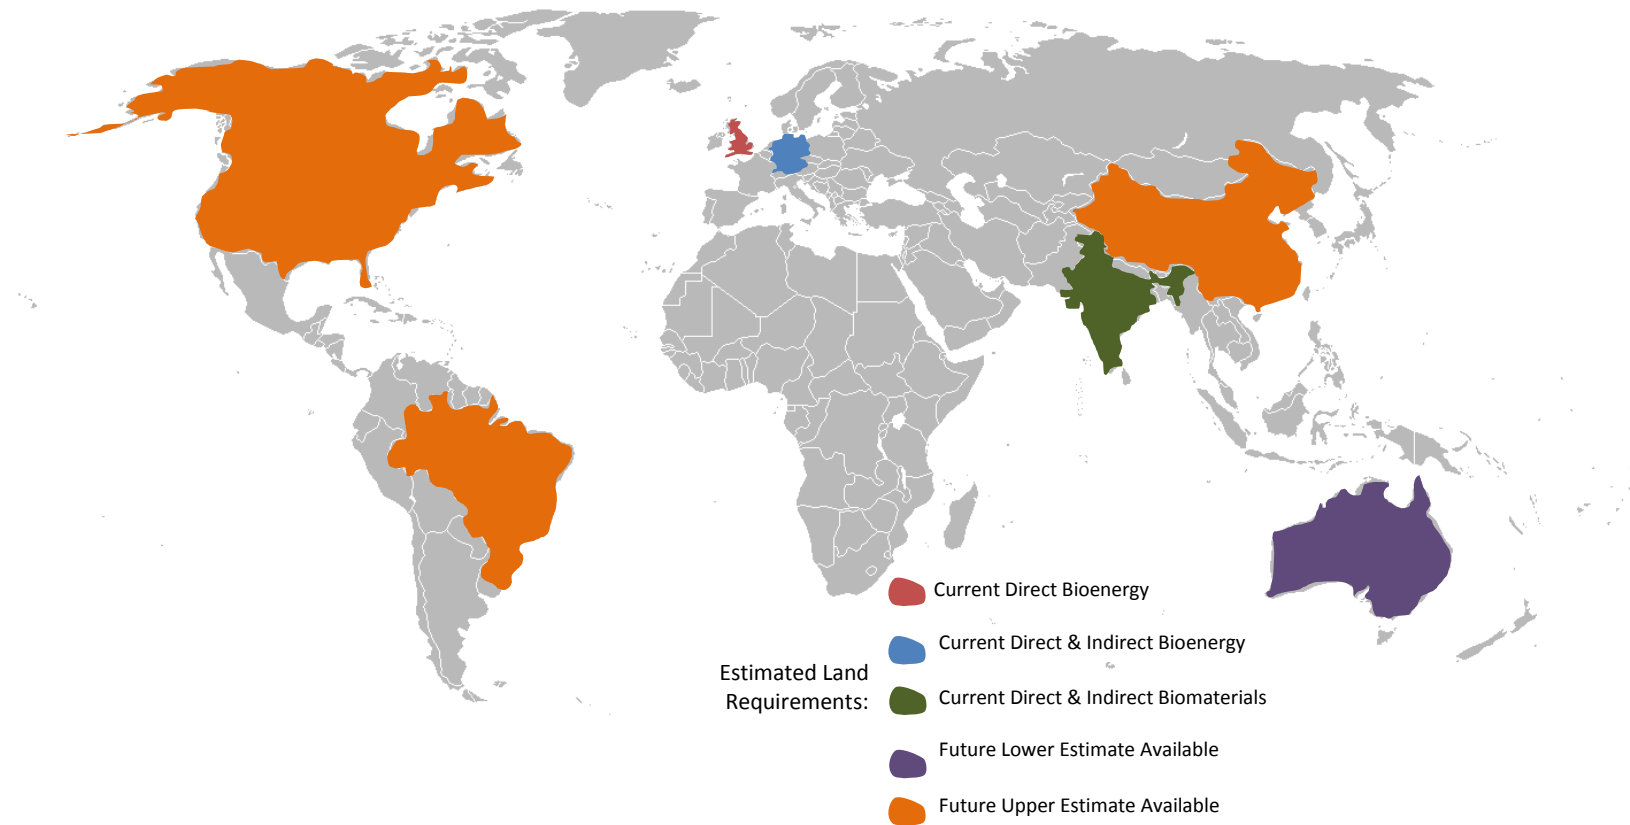 Current Direct Bioenergy
Current Direct & Indirect Bioenergy
Estimated Land
Requirements:
Current Direct & Indirect Biomaterials
Future Lower Estimate Available
Future Upper Estimate Available